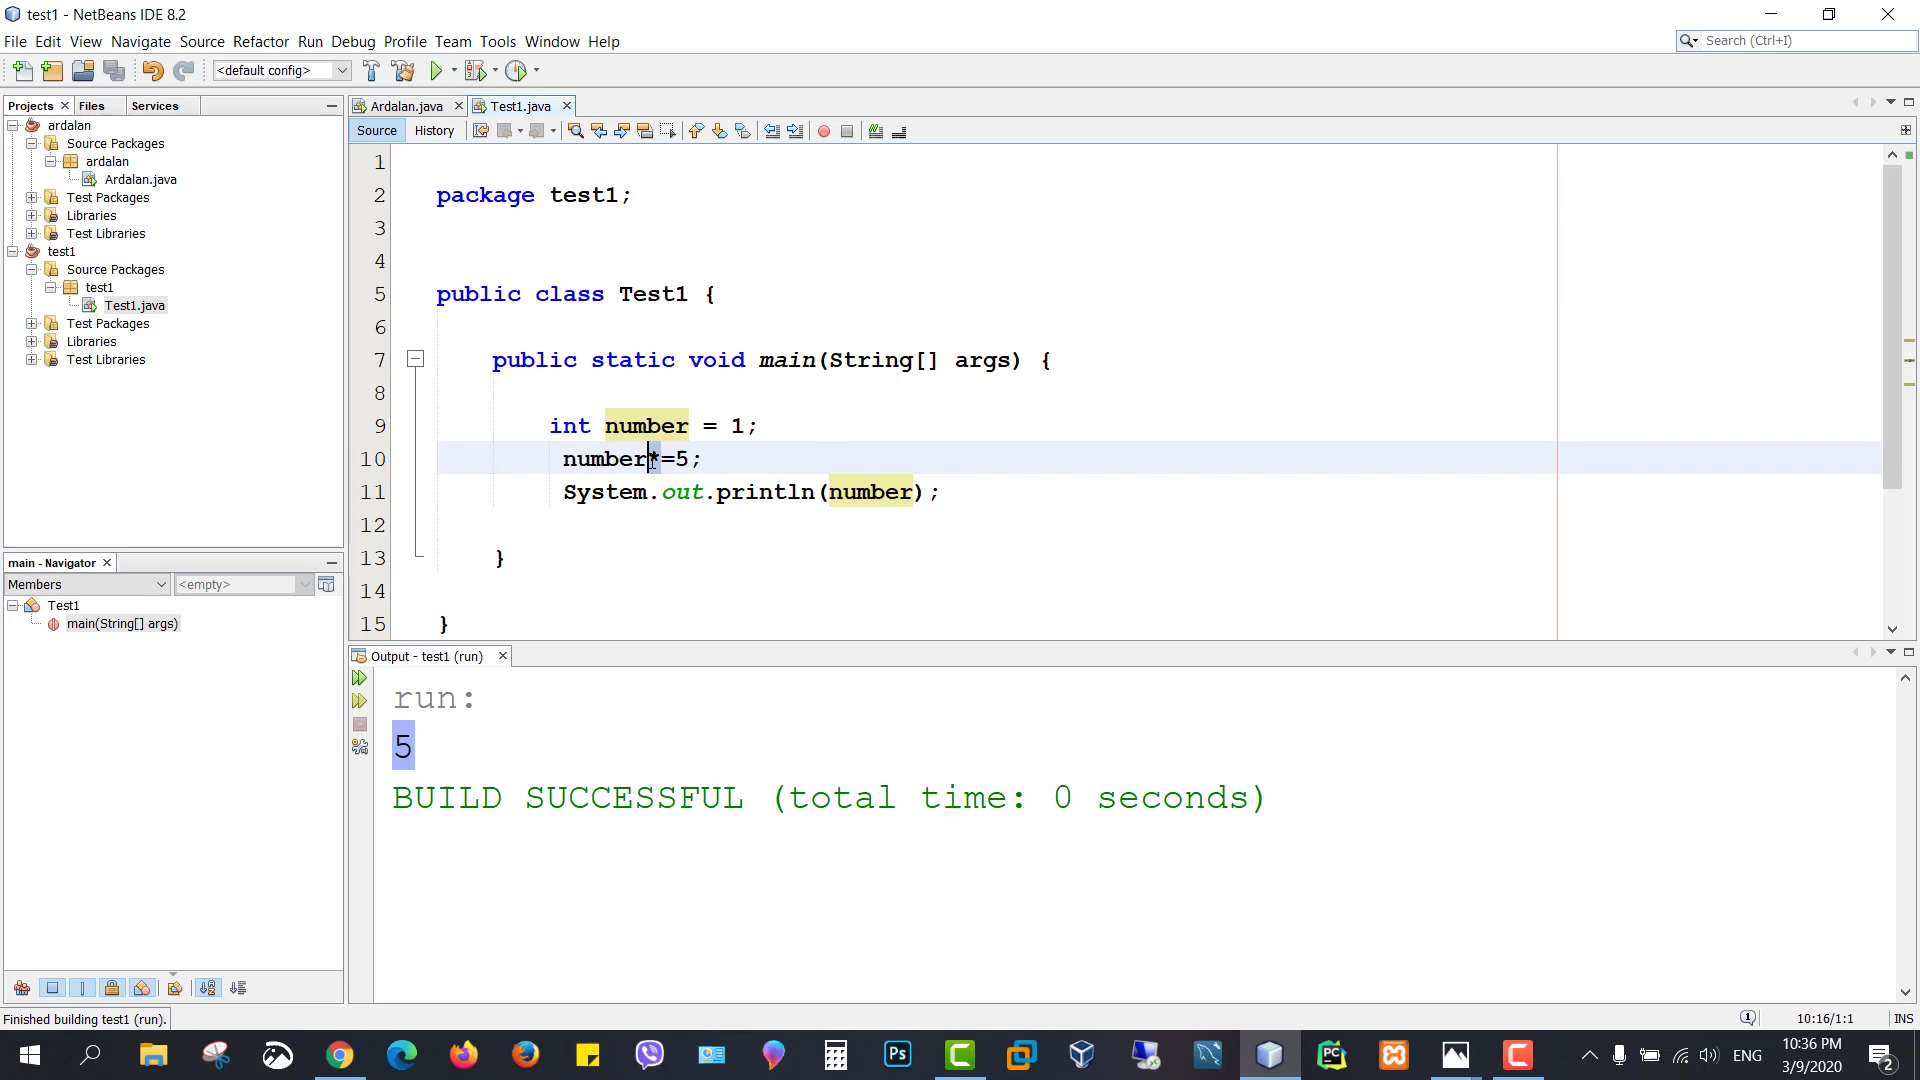 test1 - NetBeans IDE 8.2
File Edit View Navigate Source Refactor Run Debug Profile Team Tools Window Help
Search (Ctrl+I)
<default config>
Projects Files Services
ardalan
Source Packages
ardalan
Ardalan.java
Test Packages
Libraries
Test Libraries
test1
Source Packages
test1
Test1.java
Test Packages
Libraries
Test Libraries
main - Navigator
Members <empty>
Test1
main(String[] args)
Ardalan.java Test1.java
Source History
1
2 package test1;
3
4
5 public class Test1 {
6
7 public static void main(String[] args) {
8
9 int number = 1;
10 number*=5;
11 System.out.println(number);
12
13 }
14
15 }
Output - test1 (run)
run:
5
BUILD SUCCESSFUL (total time: 0 seconds)
Finished building test1 (run).
1
10:16/1:1 INS
Ps
PC
ENG
10:36 PM
3/9/2020
2